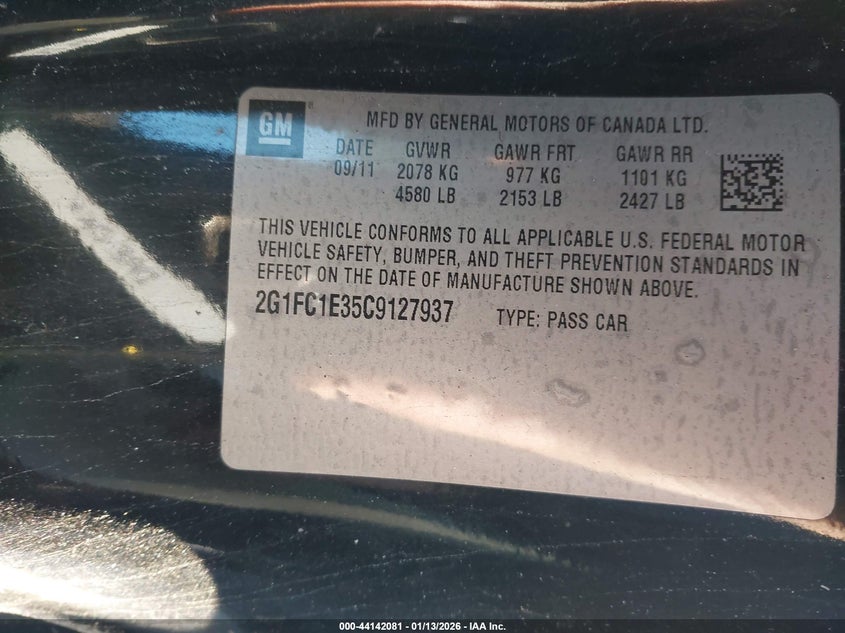 GM ®
MFD BY GENERAL MOTORS OF CANADA LTD.
DATE GVWR GAWR FRT GAWR RR
09/11 2078 KG 977 KG 1101 KG
4580 LB 2153 LB 2427 LB
THIS VEHICLE CONFORMS TO ALL APPLICABLE U.S. FEDERAL MOTOR
VEHICLE SAFETY, BUMPER, AND THEFT PREVENTION STANDARDS IN
EFFECT ON THE DATE OF MANUFACTURE SHOWN ABOVE.
2G1FC1E35C9127937 TYPE: PASS CAR
000-44142081 - 01/13/2026 - IAA Inc.